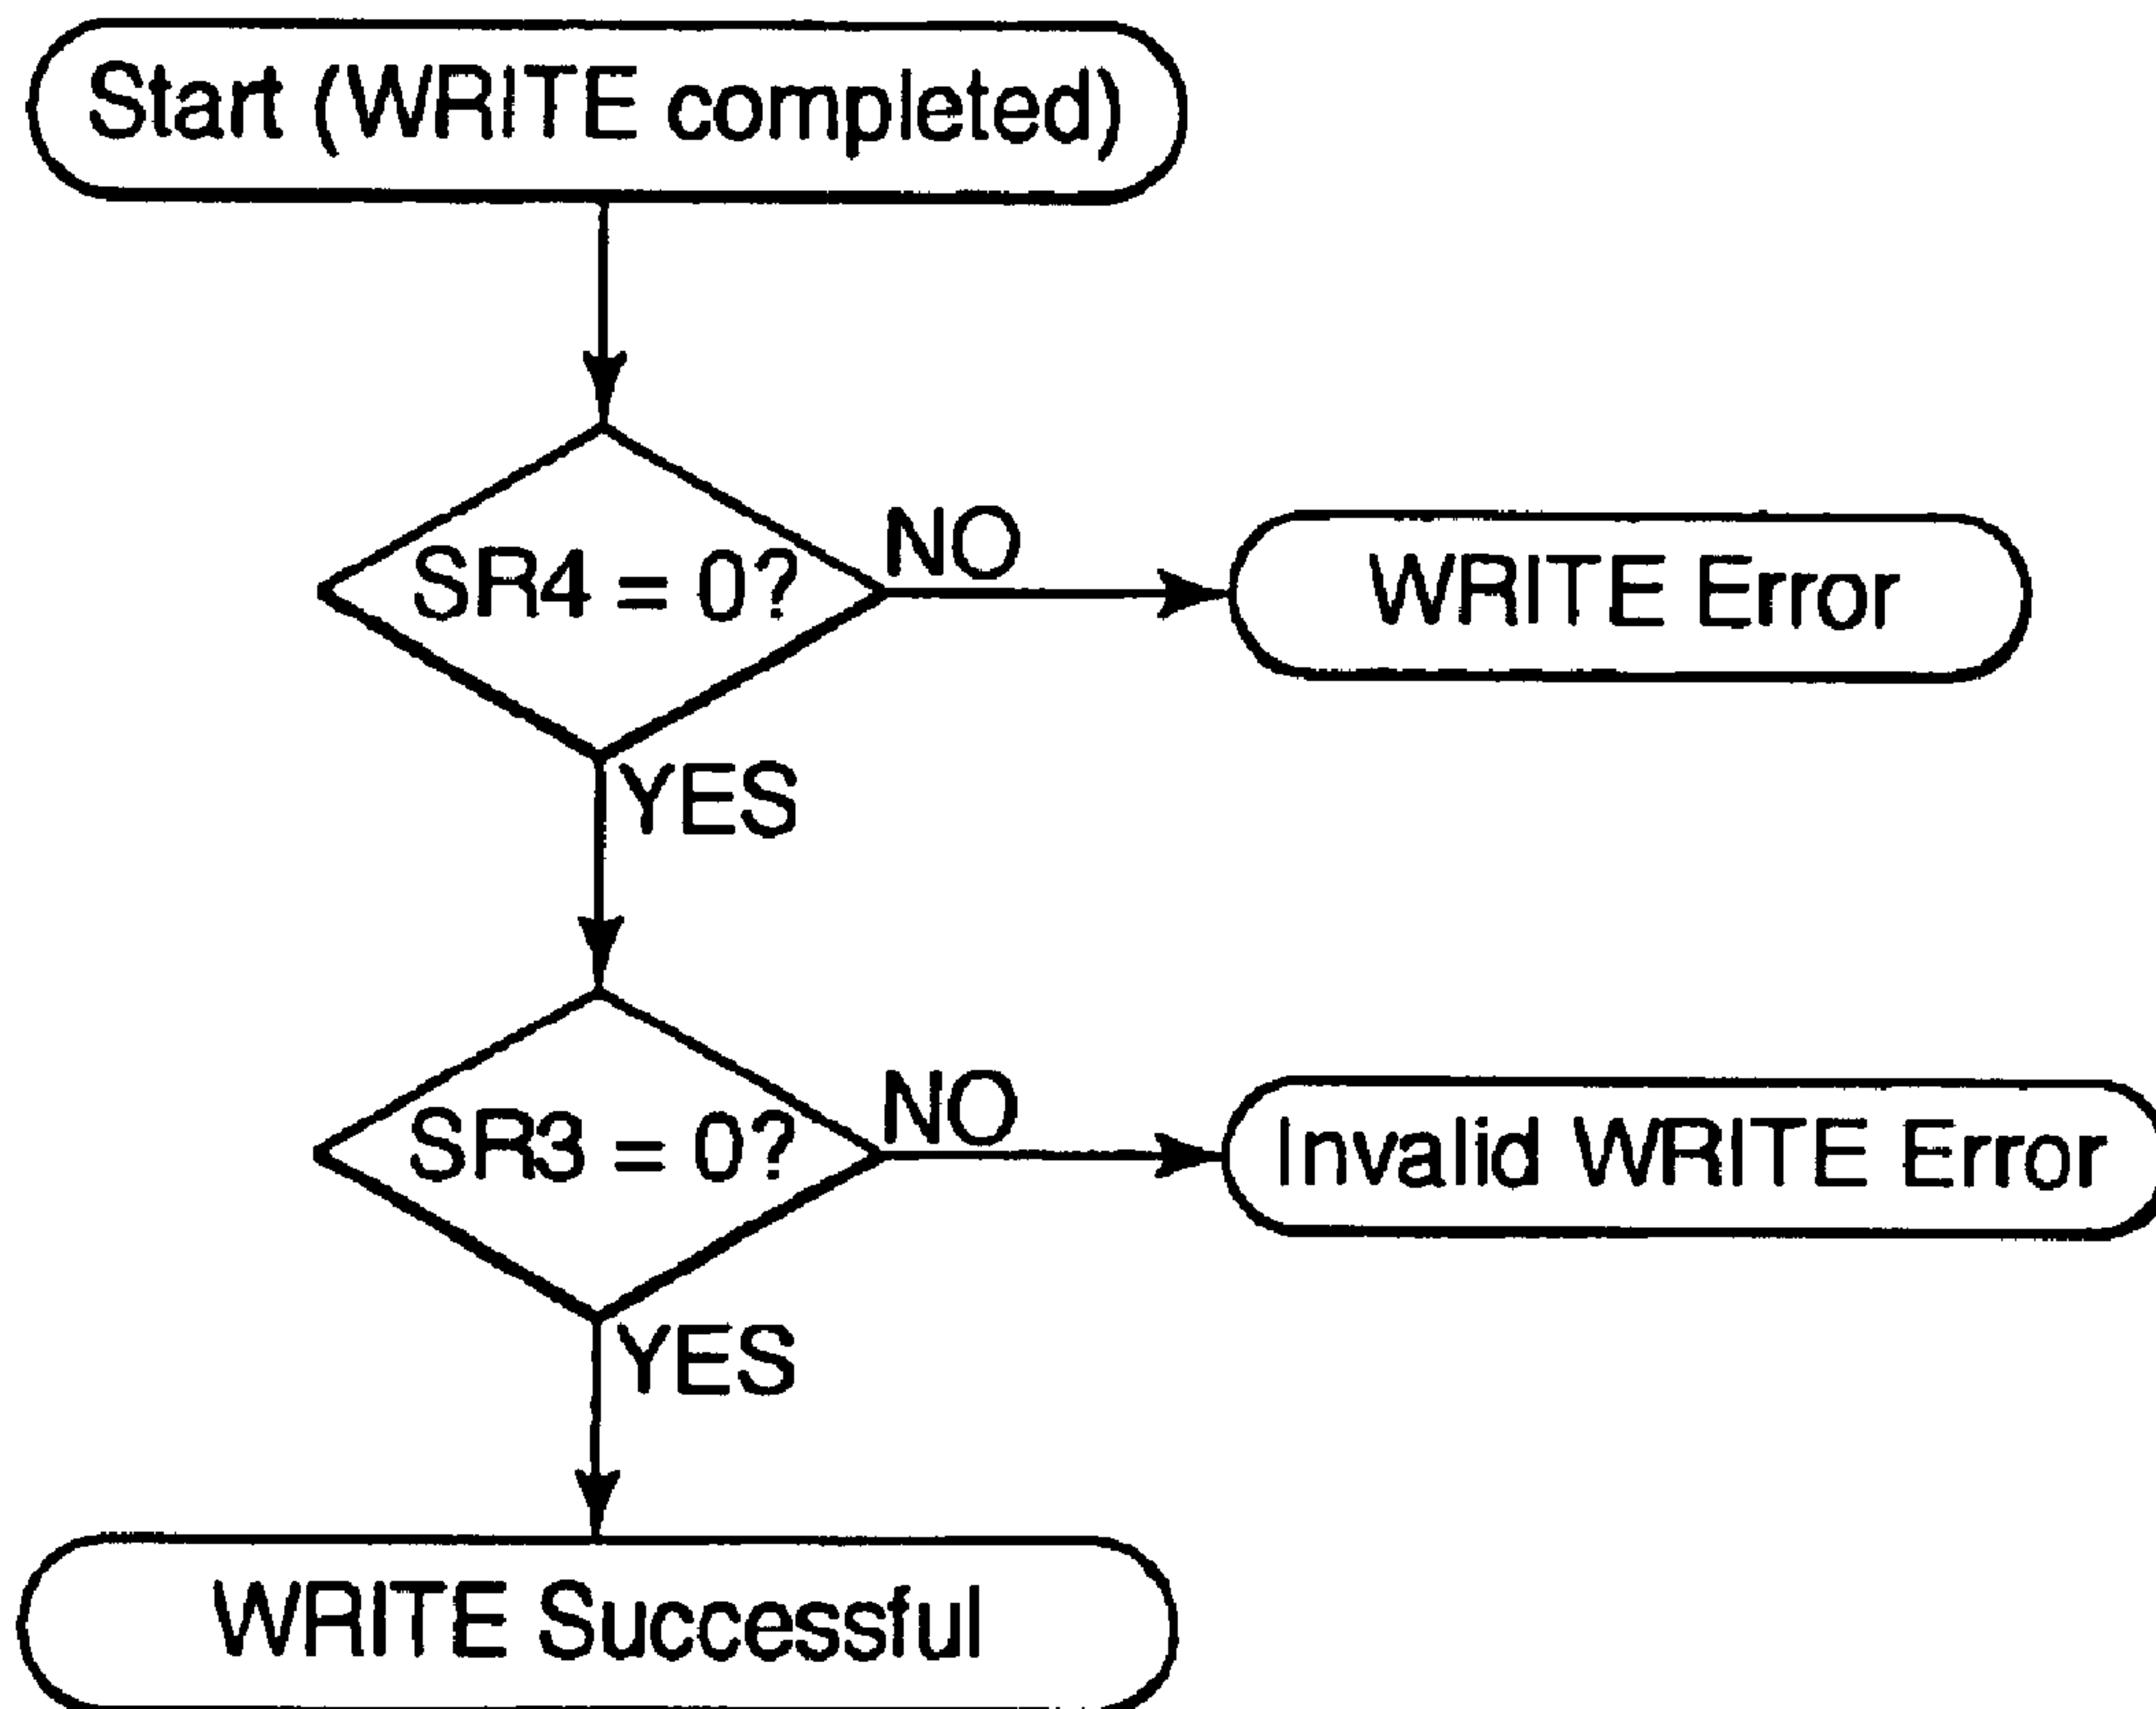 Start (WRITE completed)
SR4 = 0?
NO
WRITE Error
YES
SR3 = 0?
NO
Invalid WRITE Error
YES
WRITE Successful